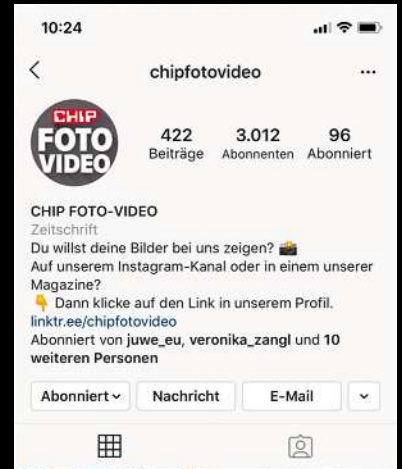 10:24
chipfotovideo
CHIP
FOTO
VIDEO
422 3.012 96
Beiträge Abonnenten Abonniert
CHIP FOTO-VIDEO
Zeitschrift
Du willst deine Bilder bei uns zeigen? 📸
Auf unserem Instagram-Kanal oder in einem unserer
Magazine?
👇 Dann klicke auf den Link in unserem Profil.
linktr.ee/chipfotovideo
Abonniert von juwe_eu, veronika_zangl und 10
weiteren Personen
Abonniert Nachricht E-Mail